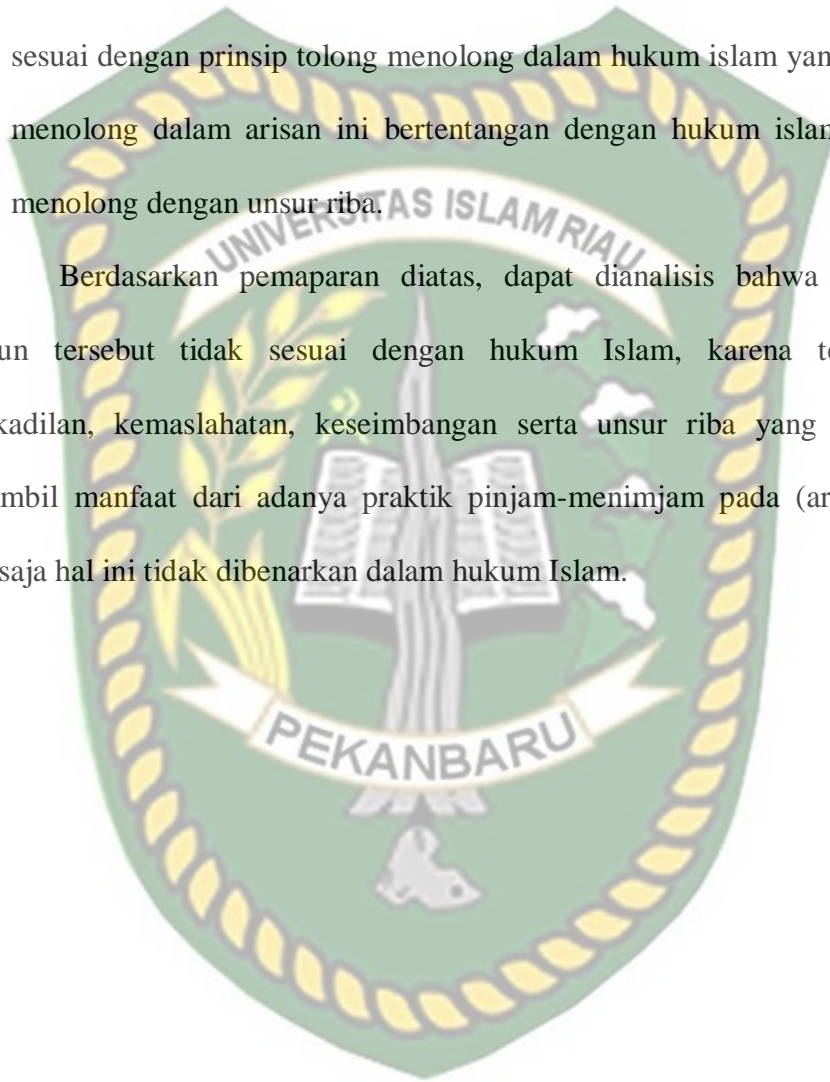 sesuai dengan prinsip tolong menolong dalam hukum islam yan
menolong dalam arisan ini bertentangan dengan hukum islam
menolong dengan unsur riba.
UNIVERSITAS ISLAM RIAU
Berdasarkan pemaparan diatas, dapat dianalisis bahwa
un tersebut tidak sesuai dengan hukum Islam, karena te
kadilan, kemaslahatan, keseimbangan serta unsur riba yang
mbil manfaat dari adanya praktik pinjam-menimjam pada (ar
saja hal ini tidak dibenarkan dalam hukum Islam.
PEKANBARU